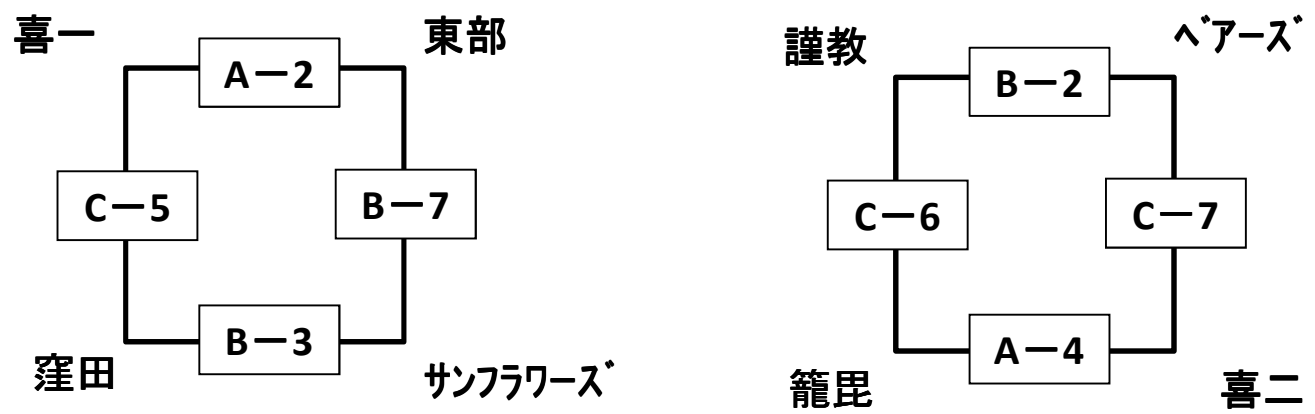 喜一
東部
A－2
C－5
B－7
B－3
窪田
サンフラワーズ
謹教
ベアーズ
B－2
C－6
C－7
A－4
籠毘
喜二